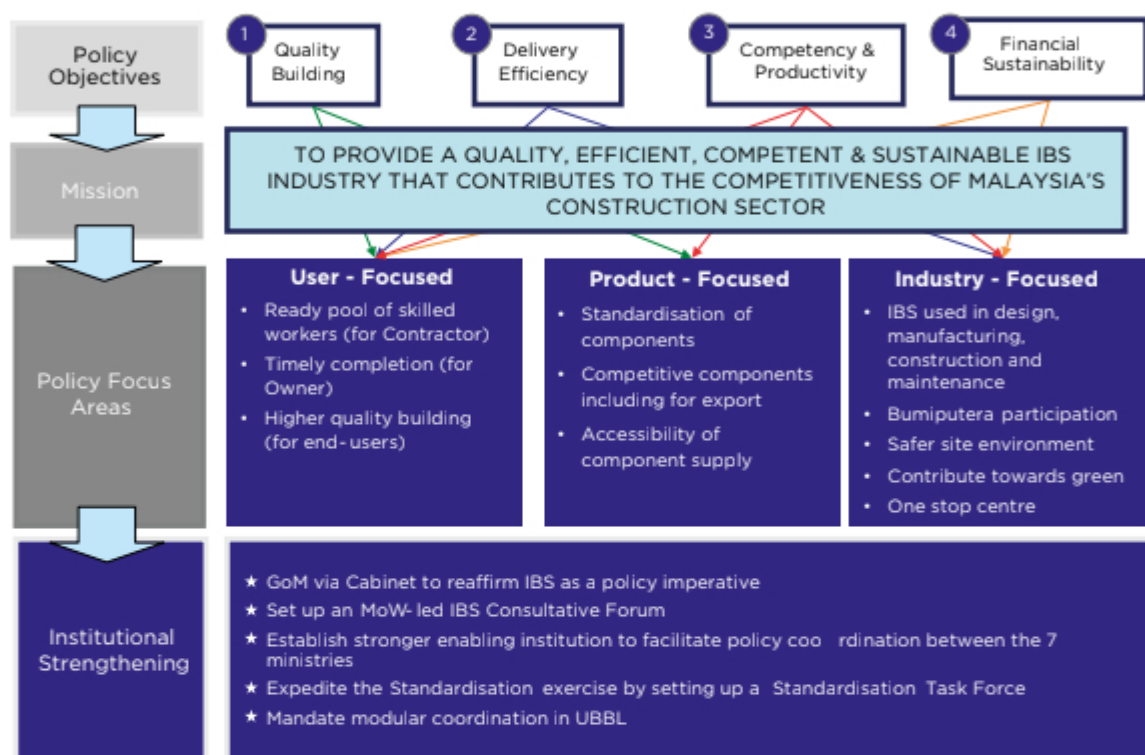 Policy
Objectives
1
Quality
Building
2
Delivery
Efficiency
3
Competency &
Productivity
4
Financial
Sustainability
Mission
TO PROVIDE A QUALITY, EFFICIENT, COMPETENT & SUSTAINABLE IBS
INDUSTRY THAT CONTRIBUTES TO THE COMPETITIVENESS OF MALAYSIA'S
CONSTRUCTION SECTOR
Policy Focus
Areas
User - Focused
• Ready pool of skilled
workers (for Contractor)
• Timely completion (for
Owner)
• Higher quality building
(for end-users)
Product - Focused
• Standardisation of
components
• Competitive components
including for export
• Accessibility of
component supply
Industry - Focused
• IBS used in design,
manufacturing,
construction and
maintenance
• Bumiputera participation
• Safer site environment
• Contribute towards green
• One stop centre
Institutional
Strengthening
★ GoM via Cabinet to reaffirm IBS as a policy imperative
★ Set up an MoW-led IBS Consultative Forum
★ Establish stronger enabling institution to facilitate policy coo rdination between the 7
ministries
★ Expedite the Standardisation exercise by setting up a Standardisation Task Force
★ Mandate modular coordination in UBBL